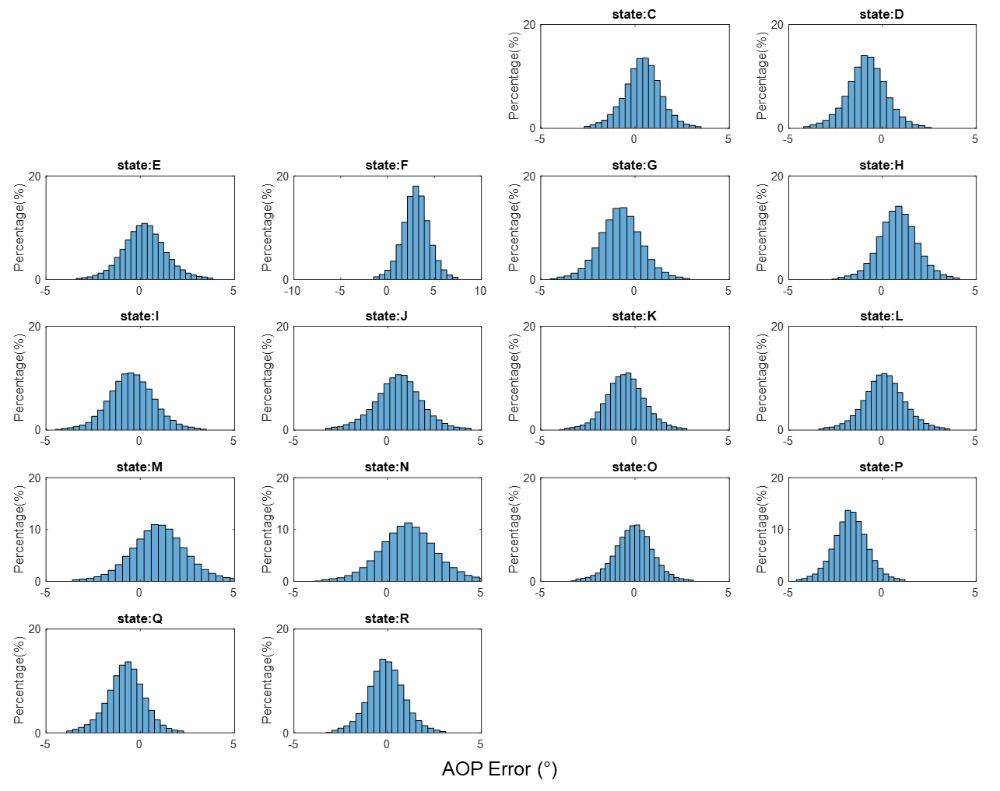 state:C
Percentage(%)
20
0
-5 0 5
state:D
Percentage(%)
20
0
-5 0 5
state:E
Percentage(%)
20
0
-5 0 5
state:F
Percentage(%)
20
0
-10 -5 0 5 10
state:G
Percentage(%)
20
0
-5 0 5
state:H
Percentage(%)
20
0
-5 0 5
state:I
Percentage(%)
20
0
-5 0 5
state:J
Percentage(%)
20
0
-5 0 5
state:K
Percentage(%)
20
0
-5 0 5
state:L
Percentage(%)
20
0
-5 0 5
state:M
Percentage(%)
20
10
0
-5 0 5
state:N
Percentage(%)
20
10
0
-5 0 5
state:O
Percentage(%)
20
10
0
-5 0 5
state:P
Percentage(%)
20
10
0
-5 0 5
state:Q
Percentage(%)
20
0
-5 0 5
state:R
Percentage(%)
20
0
-5 0 5
AOP Error (°)